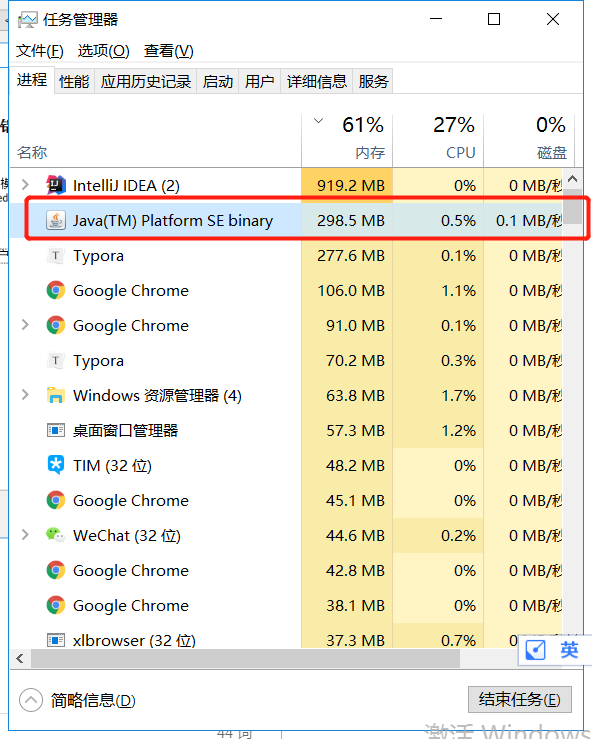 任务管理器
文件(F) 选项(O) 查看(V)
进程 性能 应用历史记录 启动 用户 详细信息 服务
61% 27% 0%
名称 内存 CPU 磁盘
IntelliJ IDEA (2) 919.2 MB 0% 0 MB/秒
Java(TM) Platform SE binary 298.5 MB 0.5% 0.1 MB/秒
Typora 277.6 MB 0.1% 0 MB/秒
Google Chrome 106.0 MB 1.1% 0 MB/秒
Google Chrome 91.0 MB 0.1% 0 MB/秒
Typora 70.2 MB 0.3% 0 MB/秒
Windows 资源管理器 (4) 63.8 MB 1.7% 0 MB/秒
桌面窗口管理器 57.3 MB 1.2% 0 MB/秒
TIM (32 位) 48.2 MB 0% 0 MB/秒
Google Chrome 45.1 MB 0% 0 MB/秒
WeChat (32 位) 44.6 MB 0.2% 0 MB/秒
Google Chrome 42.8 MB 0% 0 MB/秒
Google Chrome 38.1 MB 0% 0 MB/秒
xlbrowser (32 位) 37.3 MB 0.7% 0 MB/秒
英
简略信息(D) 结束任务(E)
44 词 激活 Windows